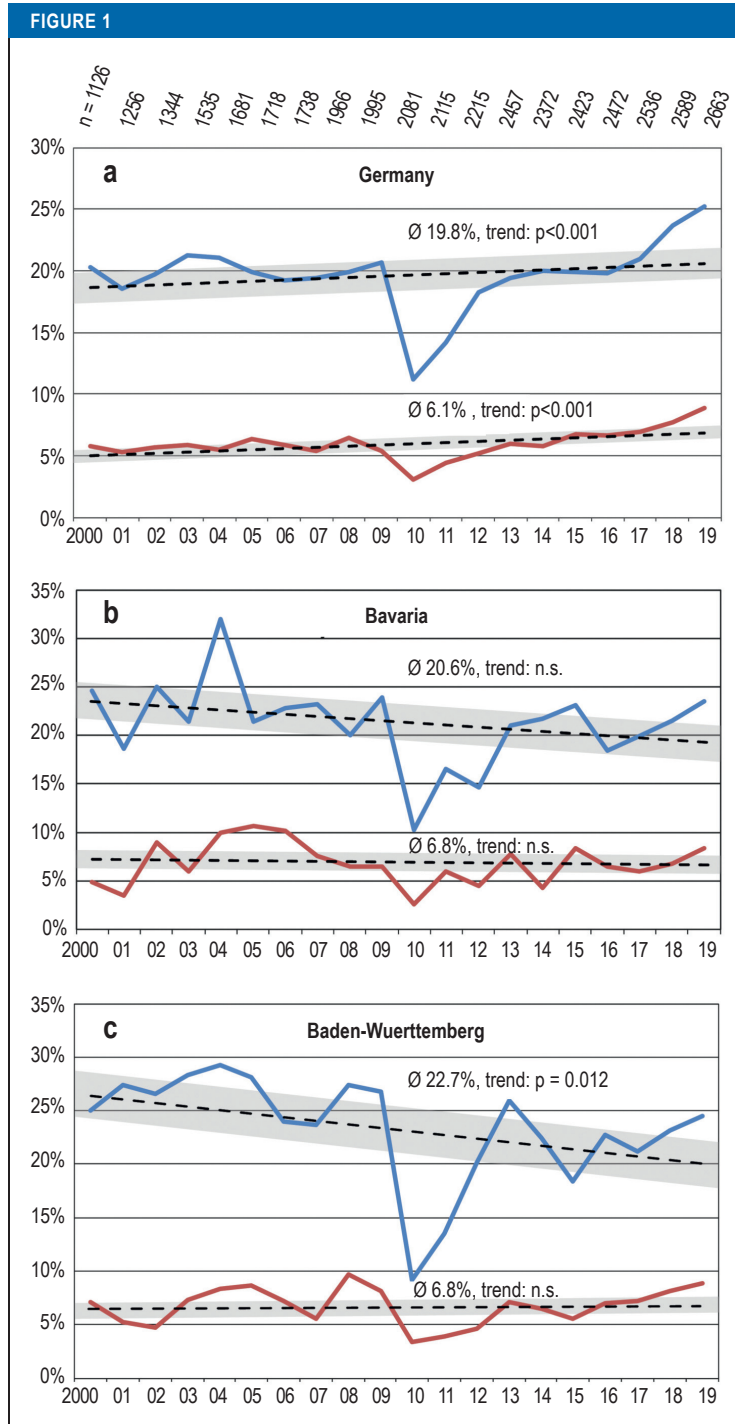 FIGURE 1
n = 1126 1256 1344 1535 1681 1718 1738 1966 1995 2081 2115 2215 2457 2372 2423 2472 2536 2589 2663
30%
a Germany
25%
Ø 19.8%, trend: p<0.001
20%
15%
10%
Ø 6.1% , trend: p<0.001
5%
0%
2000 01 02 03 04 05 06 07 08 09 10 11 12 13 14 15 16 17 18 19
35%
b Bavaria
30%
Ø 20.6%, trend: n.s.
25%
20%
15%
10%
Ø 6.8%, trend: n.s.
5%
0%
2000 01 02 03 04 05 06 07 08 09 10 11 12 13 14 15 16 17 18 19
35%
c Baden-Wuerttemberg
30%
Ø 22.7%, trend: p = 0.012
25%
20%
15%
10%
Ø 6.8%, trend: n.s.
5%
0%
2000 01 02 03 04 05 06 07 08 09 10 11 12 13 14 15 16 17 18 19